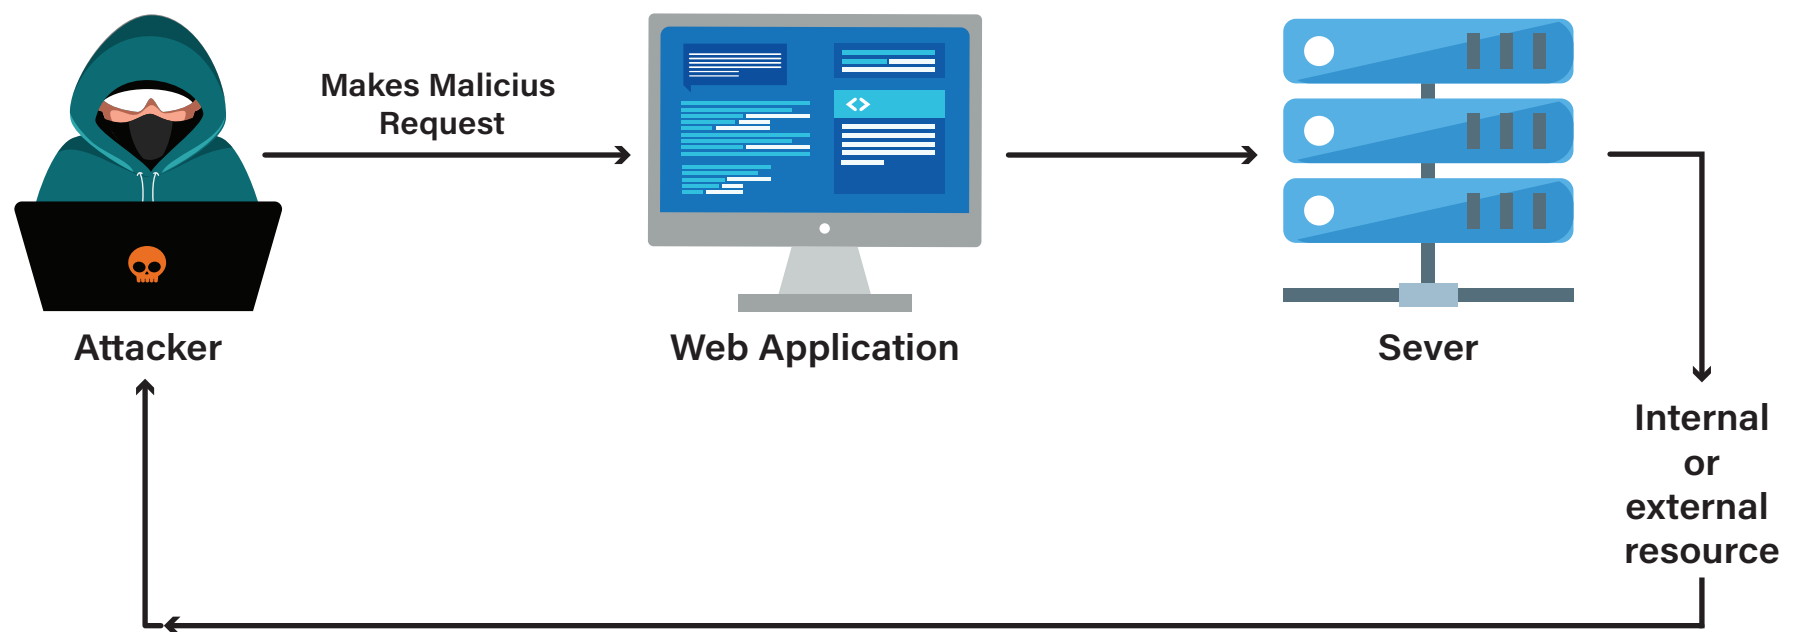 Makes Malicius
Request
Attacker
Web Application
Sever
Internal
or
external
resource